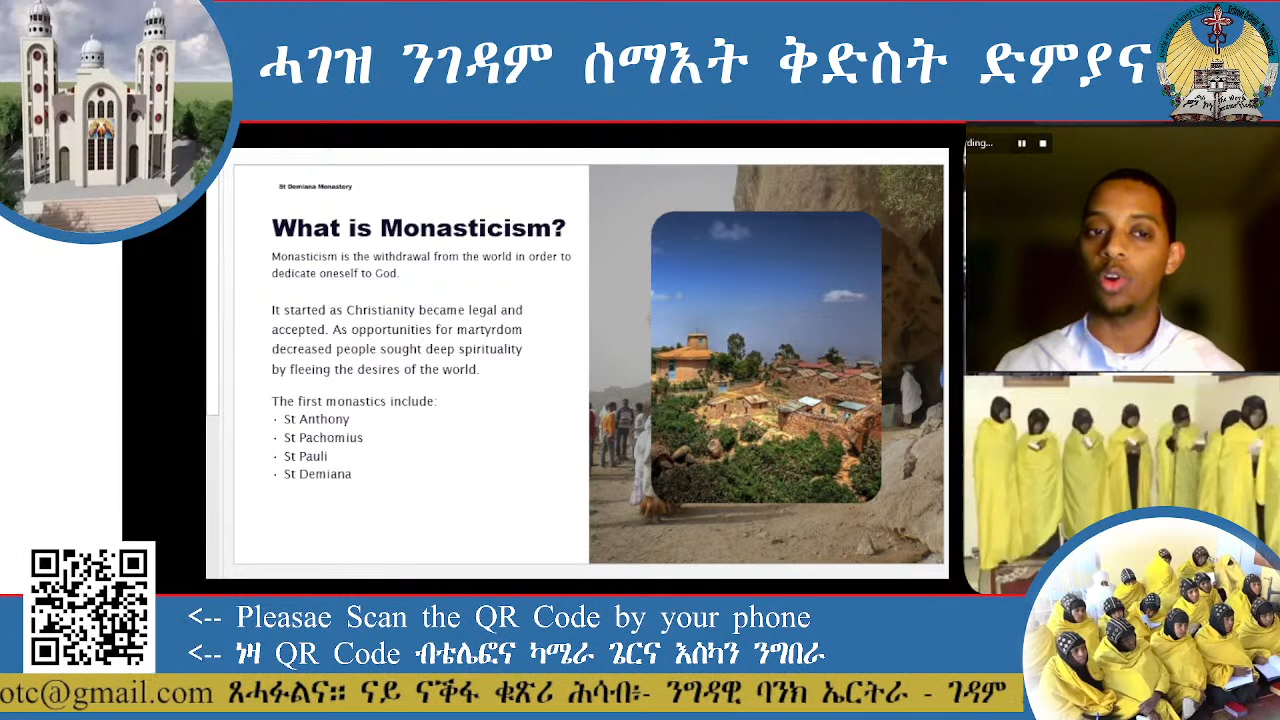 ሓገዝ ንገዳም ሰማእት ቅድስት ድምያና
rding...
St Demiana Monastery
What is Monasticism?
Monasticism is the withdrawal from the world in order to
dedicate oneself to God.
It started as Christianity became legal and
accepted. As opportunities for martyrdom
decreased people sought deep spirituality
by fleeing the desires of the world.
The first monastics include:
· St Anthony
· St Pachomius
· St Pauli
· St Demiana
<-- Pleasae Scan the QR Code by your phone
<-- ነዛ QR Code ብቴሌፎና ካሜራ ጌርና እስካን ንግበራ
otc@gmail.com ጸሓፉልና። ናይ ናቕፋ ቁጽሪ ሕሳብ፦ ንግዳዊ ባንክ ኤርትራ - ገዳም